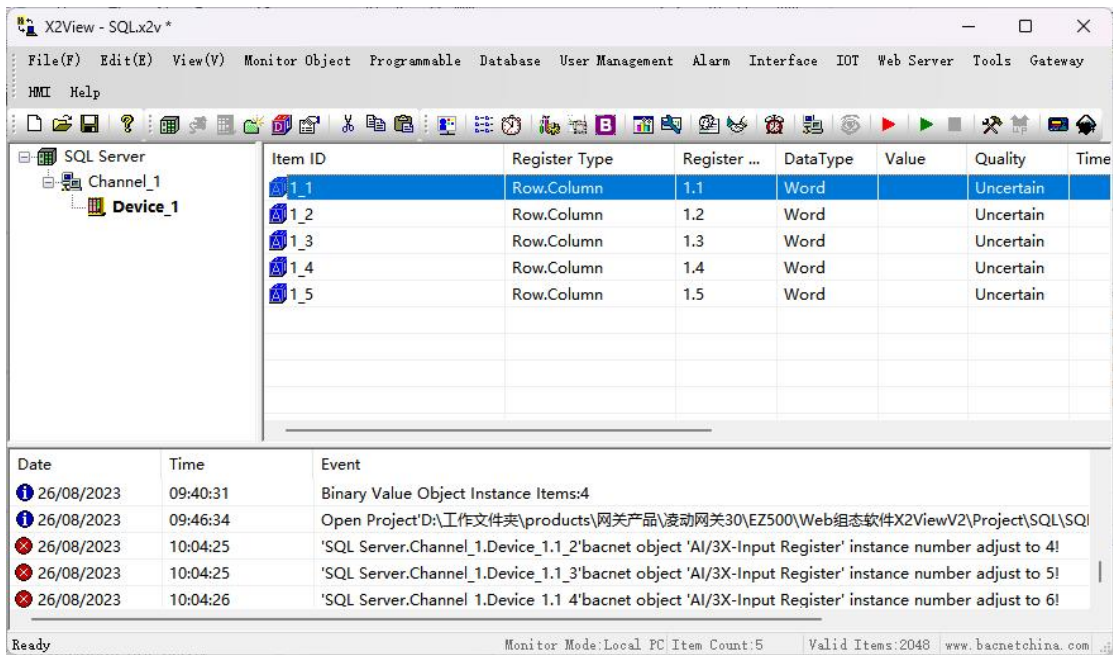 X2View - SQL.x2v *
File(F) Edit(E) View(V) Monitor Object Programmable Database User Management Alarm Interface IOT Web Server Tools Gateway
HMI Help
SQL Server
Channel_1
Device_1
Item ID Register Type Register ... DataType Value Quality Time
1_1 Row.Column 1.1 Word Uncertain
1_2 Row.Column 1.2 Word Uncertain
1_3 Row.Column 1.3 Word Uncertain
1_4 Row.Column 1.4 Word Uncertain
1_5 Row.Column 1.5 Word Uncertain
Date Time Event
26/08/2023 09:40:31 Binary Value Object Instance Items:4
26/08/2023 09:46:34 Open Project'D:\工作文件夹\products\网关产品\凌动网关30\EZ500\Web组态软件X2ViewV2\Project\SQL\SQL
26/08/2023 10:04:25 'SQL Server.Channel_1.Device_1.1_2'bacnet object 'AI/3X-Input Register' instance number adjust to 4!
26/08/2023 10:04:25 'SQL Server.Channel_1.Device_1.1_3'bacnet object 'AI/3X-Input Register' instance number adjust to 5!
26/08/2023 10:04:26 'SQL Server.Channel_1.Device_1.1_4'bacnet object 'AI/3X-Input Register' instance number adjust to 6!
Ready Monitor Mode:Local PC Item Count:5 Valid Items:2048 www.bacnetchina.com